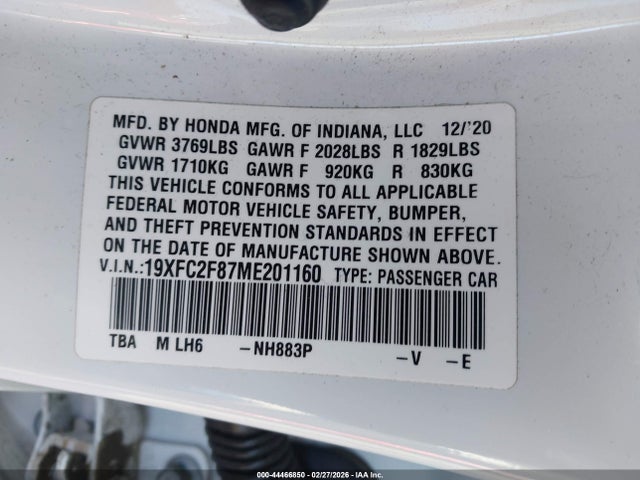 MFD. BY HONDA MFG. OF INDIANA, LLC 12/'20
GVWR 3769LBS GAWR F 2028LBS R 1829LBS
GVWR 1710KG GAWR F 920KG R 830KG
THIS VEHICLE CONFORMS TO ALL APPLICABLE
FEDERAL MOTOR VEHICLE SAFETY, BUMPER,
AND THEFT PREVENTION STANDARDS IN EFFECT
ON THE DATE OF MANUFACTURE SHOWN ABOVE.
V.I.N.:19XFC2F87ME201160 TYPE: PASSENGER CAR
TBA M LH6 –NH883P –V –E
000-44466850 02/27/2026 - Copyright IAA, LLC